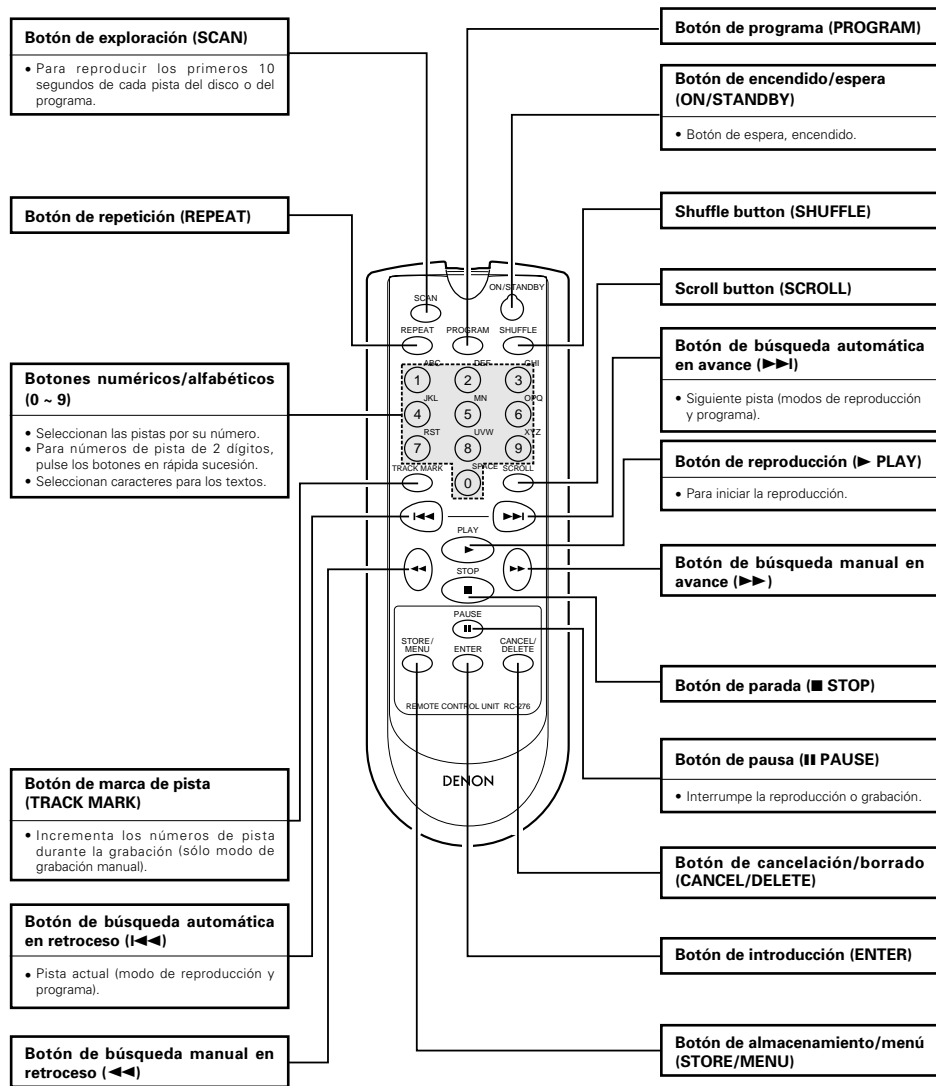 Botón de exploración (SCAN)
• Para reproducir los primeros 10
segundos de cada pista del disco o del
programa.
Botón de repetición (REPEAT)
Botones numéricos/alfabéticos
(0 ~ 9)
• Seleccionan las pistas por su número.
• Para números de pista de 2 dígitos,
pulse los botones en rápida sucesión.
• Seleccionan caracteres para los textos.
Botón de marca de pista
(TRACK MARK)
• Incrementa los números de pista
durante la grabación (sólo modo de
grabación manual).
Botón de búsqueda automática
en retroceso (I◄◄)
• Pista actual (modo de reproducción y
programa).
Botón de búsqueda manual en
retroceso (◄◄)
ON/STANDBY
SCAN
REPEAT PROGRAM SHUFFLE
ABC DEF GHI
1 2 3
JKL MN OPQ
4 5 6
RST UVW XYZ
7 8 9
TRACK MARK SPACE SCROLL
0
I◄◄ ►►I
PLAY
►
◄◄ STOP ►►
■
PAUSE
II
STORE/
MENU
ENTER
CANCEL/
DELETE
REMOTE CONTROL UNIT RC-276
DENON
Botón de programa (PROGRAM)
Botón de encendido/espera
(ON/STANDBY)
• Botón de espera, encendido.
Shuffle button (SHUFFLE)
Scroll button (SCROLL)
Botón de búsqueda automática
en avance (►►I)
• Siguiente pista (modos de reproducción
y programa).
Botón de reproducción (► PLAY)
• Para iniciar la reproducción.
Botón de búsqueda manual en
avance (►►)
Botón de parada (■ STOP)
Botón de pausa (II PAUSE)
• Interrumpe la reproducción o grabación.
Botón de cancelación/borrado
(CANCEL/DELETE)
Botón de introducción (ENTER)
Botón de almacenamiento/menú
(STORE/MENU)